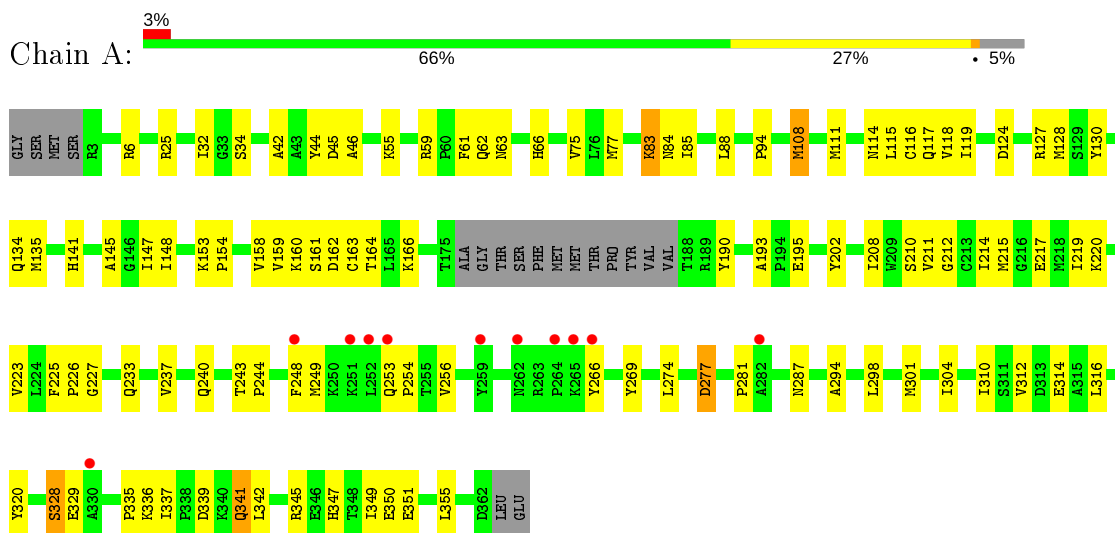 3%
Chain A:
66% 27% • 5%
GLY SER MET SER R3 R6 R25 I32 G33 S34 A42 A43 Y44 D45 A46 K55 R59 P60 F61 Q62 N63 H66 V75 L76 M77 K83 N84 I85 L88 P94 M108 M111 N114 L115 C116 Q117 V118 I119 D124 R127 M128 S129 Y130
Q134 M135 H141 A145 G146 I147 I148 K153 P154 V158 V159 K160 S161 D162 C163 T164 L165 K166 T175 ALA GLY THR SER PHE MET MET THR PRO TYR VAL VAL T188 R189 Y190 A193 P194 E195 Y202 I208 W209 S210 V211 G212 C213 I214 M215 G216 E217 M218 I219 K220
V223 L224 F225 P226 G227 Q233 V237 Q240 T243 P244 F248 M249 K250 K251 L252 Q253 P254 T255 V256 Y259 N262 R263 P264 K265 Y266 Y269 L274 D277 P281 A282 N287 A294 L298 M301 I304 I310 S311 V312 D313 E314 A315 L316
Y320 S328 E329 A330 P335 K336 I337 P338 D339 K340 Q341 L342 R345 E346 H347 T348 I349 E350 E351 L355 D362 LEU GLU